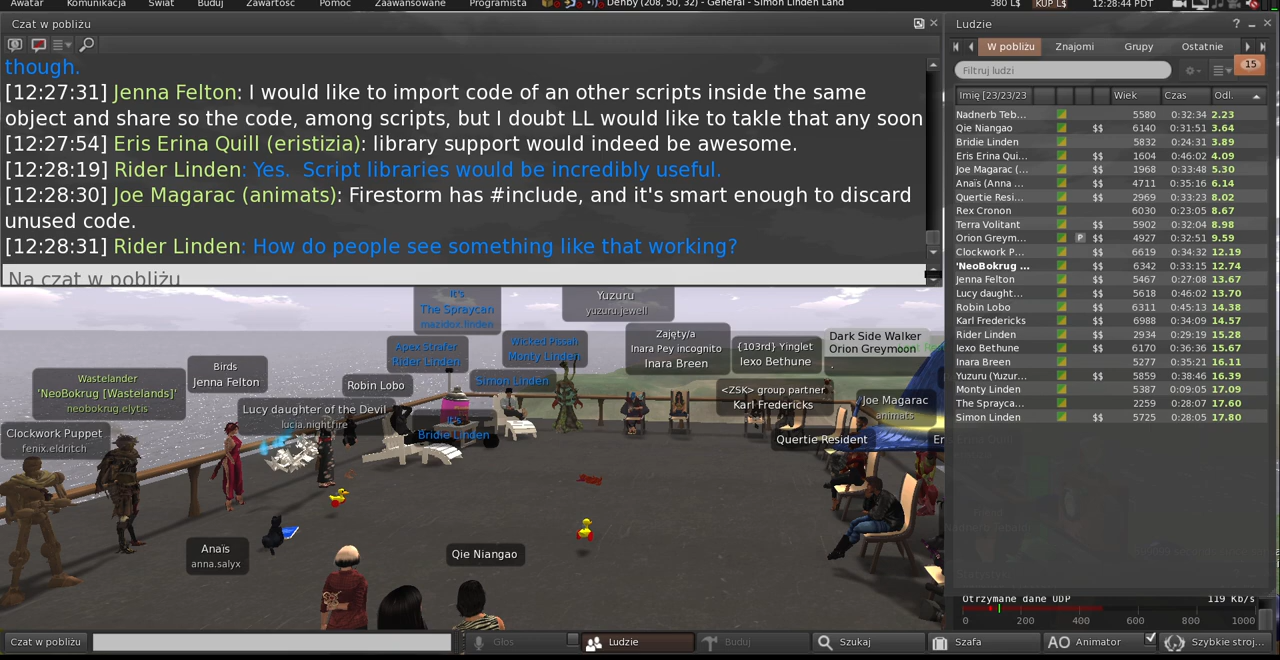 Awatar Komunikacja Świat Buduj Zawartość Pomoc Zaawansowane Programista Denby (208, 50, 32) - General - Simon Linden Land 380 L$ KUP L$ 12:28:44 PDT
Czat w pobliżu
though.
[12:27:31] Jenna Felton: I would like to import code of an other scripts inside the same
object and share so the code, among scripts, but I doubt LL would like to takle that any soon
[12:27:54] Eris Erina Quill (eristizia): library support would indeed be awesome.
[12:28:19] Rider Linden: Yes. Script libraries would be incredibly useful.
[12:28:30] Joe Magarac (animats): Firestorm has #include, and it's smart enough to discard
unused code.
[12:28:31] Rider Linden: How do people see something like that working?
Na czat w pobliżu
It's
The Spraycan
mazidox.linden
Yuzuru
yuzuru.jewell
Apex Strafer
Rider Linden
Wicked Pissah
Monty Linden
Zajęty/a
Inara Pey incognito
Inara Breen
{103rd} Yinglet
Iexo Bethune
Dark Side Walker
Orion Greymoon
Wastelander
'NeoBokrug [Wastelands]'
neobokrug.elytis
Birds
Jenna Felton
Robin Lobo
Simon Linden
<ZSK> group partner
Karl Fredericks
Joe Magarac
animats
Lucy daughter of the Devil
lucia.nightfire
It's
Bridie Linden
Clockwork Puppet
fenix.eldritch
Quertie Resident
Er
Anaïs
anna.salyx
Qie Niangao
Ludzie
W pobliżu Znajomi Grupy Ostatnie
Filtruj ludzi
15
Imię [23/23/23 Wiek Czas Odl.
Nadnerb Teb... 5580 0:32:34 2.23
Qie Niangao $$ 6140 0:31:51 3.64
Bridie Linden 5832 0:24:31 3.89
Eris Erina Qui... $$ 1604 0:46:02 4.09
Joe Magarac (... $$ 1968 0:48:48 5.30
Anaïs (Anna ... $$ 4711 0:35:16 6.14
Quertie Resi... $$ 2969 0:33:23 8.02
Rex Cronon 6030 0:23:05 8.67
Terra Volitant $$ 5902 0:22:04 8.98
Orion Greym... P $$ 4927 0:32:51 9.59
Clockwork P... $$ 6619 0:34:32 12.19
'NeoBokrug ... $$ 6342 0:33:15 12.74
Jenna Felton $$ 5467 0:27:08 13.67
Lucy daught... $$ 5618 0:46:02 13.70
Robin Lobo $$ 6311 0:45:13 14.38
Karl Fredericks $$ 6988 0:34:09 14.57
Rider Linden $$ 2934 0:29:19 15.28
Iexo Bethune $$ 6170 0:36:36 15.67
Inara Breen 5277 0:35:21 16.11
Yuzuru (Yuzur... $$ 5859 0:38:46 16.39
Monty Linden 5387 0:09:05 17.09
The Sprayca... 2259 0:28:07 17.60
Simon Linden $$ 5725 0:28:05 17.80
Otrzymane dane UDP 119 Kb/s
0 200 400 600 800 1000
Czat w pobliżu Głos Ludzie Buduj Szukaj Szafa AO Animator Szybkie stroj...